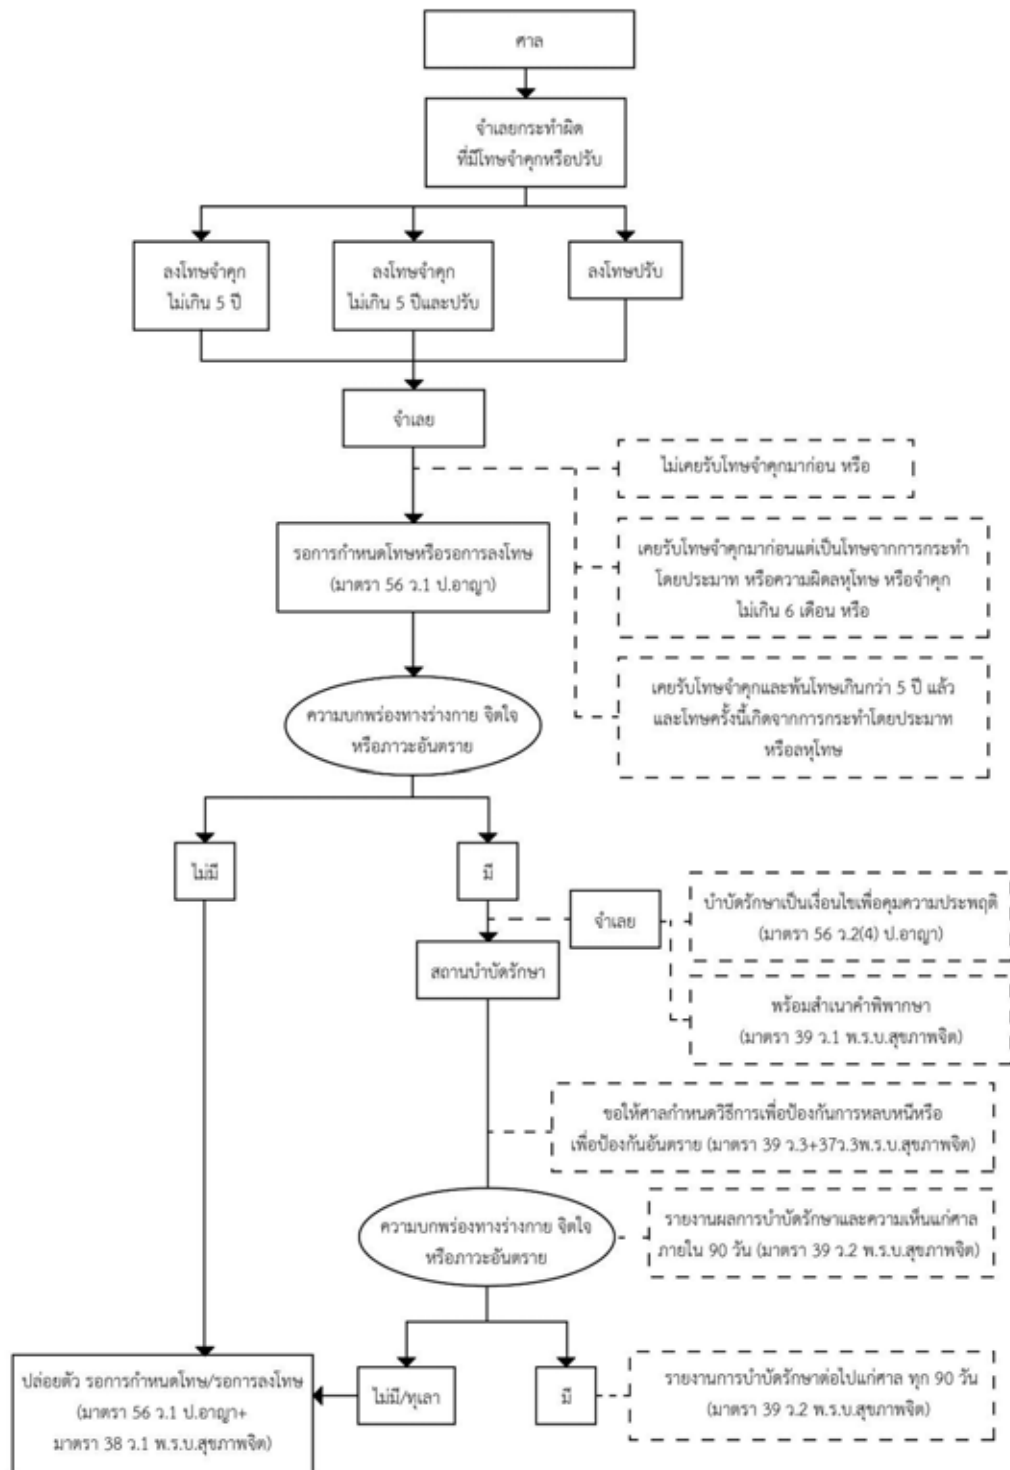 ศาล
จำเลยกระทำผิด
ที่มีโทษจำคุกหรือปรับ
ลงโทษจำคุก
ไม่เกิน 5 ปี
ลงโทษจำคุก
ไม่เกิน 5 ปีและปรับ
ลงโทษปรับ
จำเลย
ไม่เคยรับโทษจำคุกมาก่อน หรือ
รอการกำหนดโทษหรือรอการลงโทษ
(มาตรา 56 ว.1 ป.อาญา)
เคยรับโทษจำคุกมาก่อนแต่เป็นโทษจากการกระทำ
โดยประมาท หรือความผิดลหุโทษ หรือจำคุก
ไม่เกิน 6 เดือน หรือ
เคยรับโทษจำคุกและพ้นโทษเกินกว่า 5 ปี แล้ว
และโทษครั้งนี้เกิดจากการกระทำโดยประมาท
หรือลหุโทษ
ความบกพร่องทางร่างกาย จิตใจ
หรือภาวะอันตราย
ไม่มี
มี
จำเลย
บำบัดรักษาเป็นเงื่อนไขเพื่อคุมความประพฤติ
(มาตรา 56 ว.2(4) ป.อาญา)
สถานบำบัดรักษา
พร้อมสำเนาคำพิพากษา
(มาตรา 39 ว.1 พ.ร.บ.สุขภาพจิต)
ขอให้ศาลกำหนดวิธีการเพื่อป้องกันการหลบหนีหรือ
เพื่อป้องกันอันตราย (มาตรา 39 ว.3+37ว.3พ.ร.บ.สุขภาพจิต)
ความบกพร่องทางร่างกาย จิตใจ
หรือภาวะอันตราย
รายงานผลการบำบัดรักษาและความเห็นแก่ศาล
ภายใน 90 วัน (มาตรา 39 ว.2 พ.ร.บ.สุขภาพจิต)
ปล่อยตัว รอการกำหนดโทษ/รอการลงโทษ
(มาตรา 56 ว.1 ป.อาญา+
มาตรา 38 ว.1 พ.ร.บ.สุขภาพจิต)
ไม่มี/ทุเลา
มี
รายงานการบำบัดรักษาต่อไปแก่ศาล ทุก 90 วัน
(มาตรา 39 ว.2 พ.ร.บ.สุขภาพจิต)